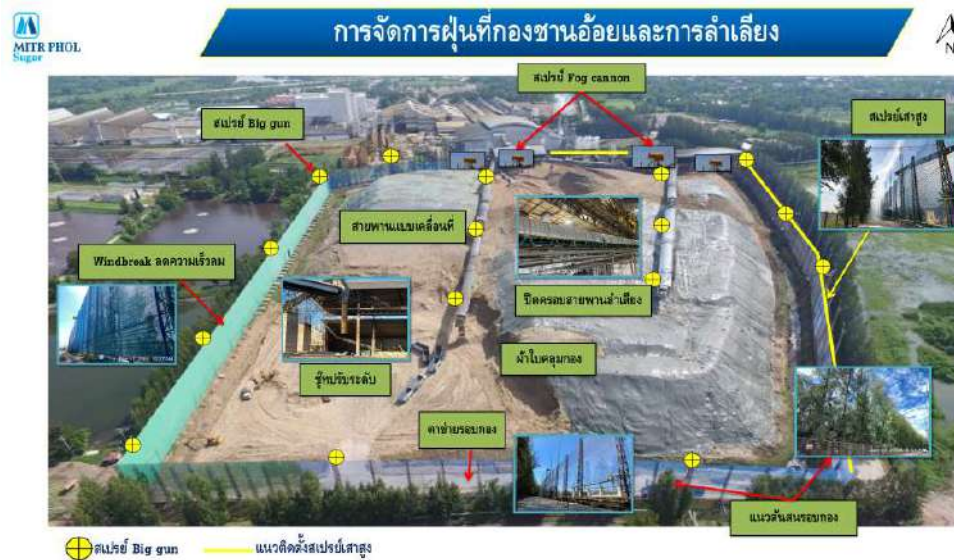 MITR PHOL
Sugar
การจัดการฝุ่นที่กองชานอ้อยและการลำเลียง
N
สเปรย์ Fog cannon
สเปรย์ Big gun
สเปรย์เสาสูง
สายพานแบบเคลื่อนที่
Windbreak ลดความเร็วลม
ปิดครอบสายพานลำเลียง
ผ้าใบคลุมกอง
ชู๊ทปรับระดับ
ตาข่ายรอบกอง
แนวต้นสนรอบกอง
สเปรย์ Big gun
แนวติดตั้งสเปรย์เสาสูง